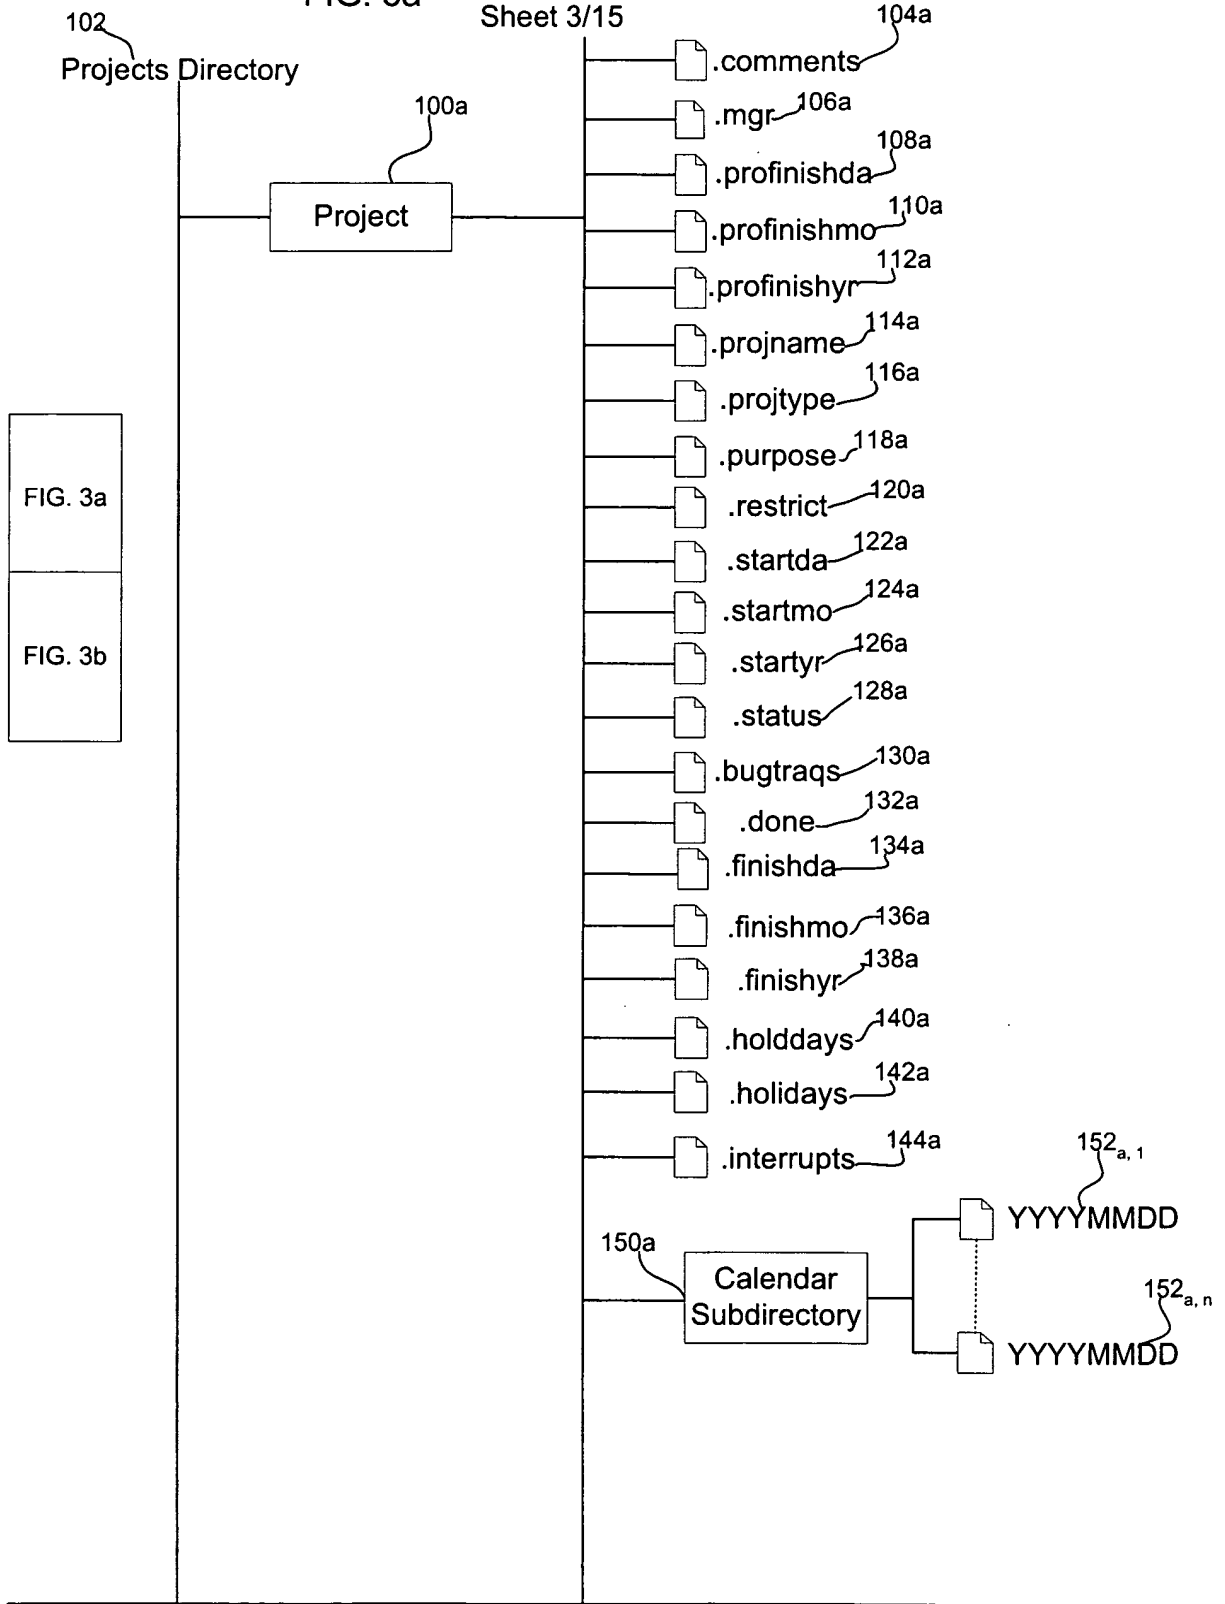 FIG. 3a
Sheet 3/15
102
Projects Directory
100a
Project
104a
.comments
.mgr 106a
108a
.profinishda
110a
.profinishmo
112a
.profinishyr
114a
.projname
116a
.projtype
118a
.purpose
120a
.restrict
122a
.startda
124a
.startmo
126a
.startyr
128a
.status
130a
.bugtraqs
132a
.done
134a
.finishda
136a
.finishmo
138a
.finishyr
140a
.holddays
142a
.holidays
144a
.interrupts
FIG. 3a
FIG. 3b
150a
Calendar
Subdirectory
152a, 1
YYYYMMDD
152a, n
YYYYMMDD